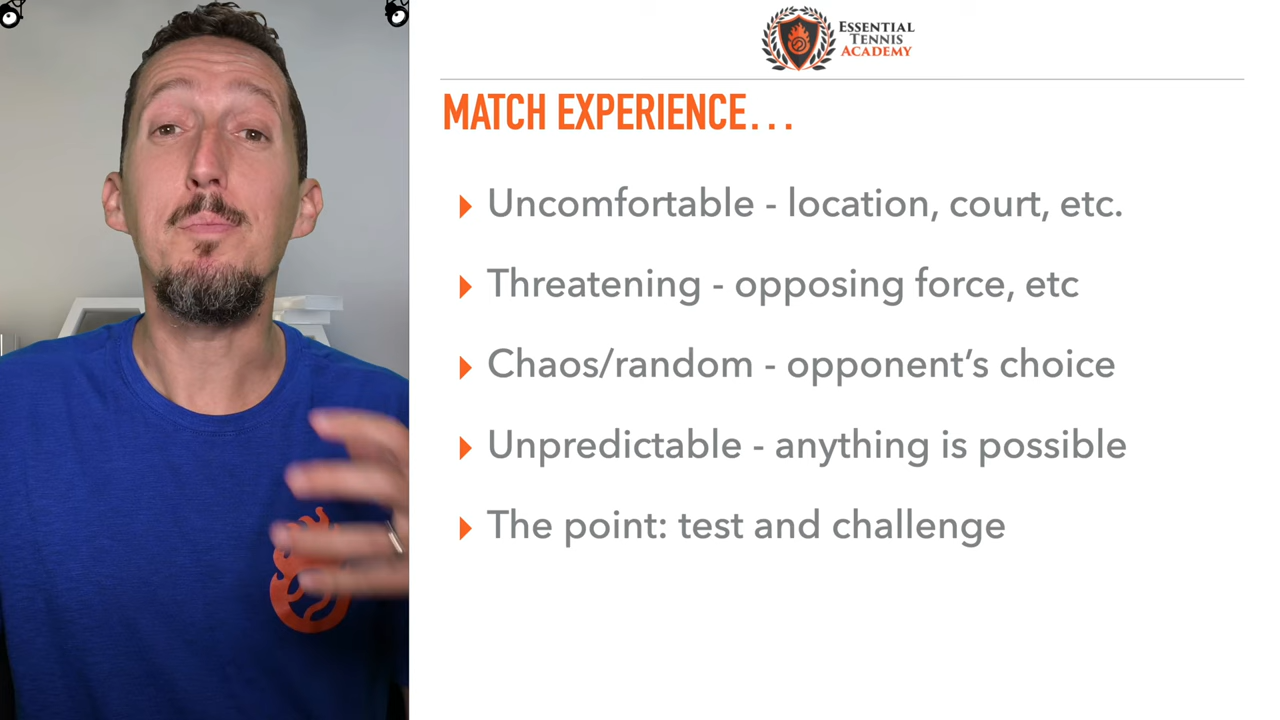 ESSENTIAL
TENNIS
ACADEMY
MATCH EXPERIENCE...
Uncomfortable - location, court, etc.
Threatening - opposing force, etc
Chaos/random - opponent’s choice
Unpredictable - anything is possible
The point: test and challenge